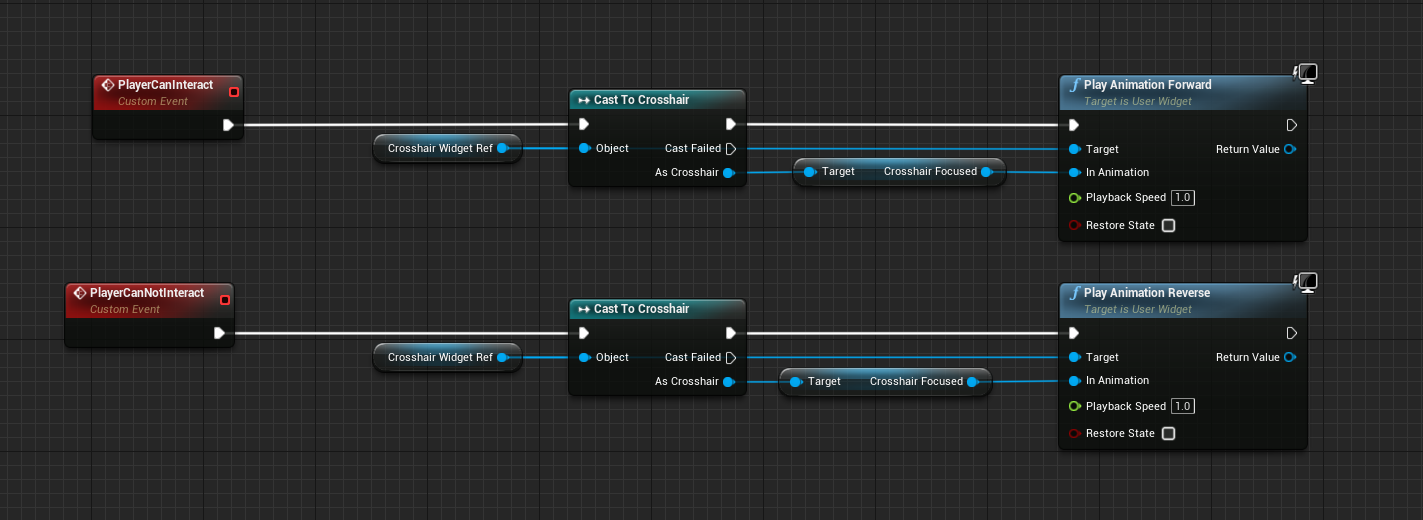 PlayerCanInteract
Custom Event
Crosshair Widget Ref
Cast To Crosshair
Object
Cast Failed
As Crosshair
Target
Crosshair Focused
Play Animation Forward
Target is User Widget
Target
Return Value
In Animation
Playback Speed 1.0
Restore State
PlayerCanNotInteract
Custom Event
Crosshair Widget Ref
Cast To Crosshair
Object
Cast Failed
As Crosshair
Target
Crosshair Focused
Play Animation Reverse
Target is User Widget
Target
Return Value
In Animation
Playback Speed 1.0
Restore State